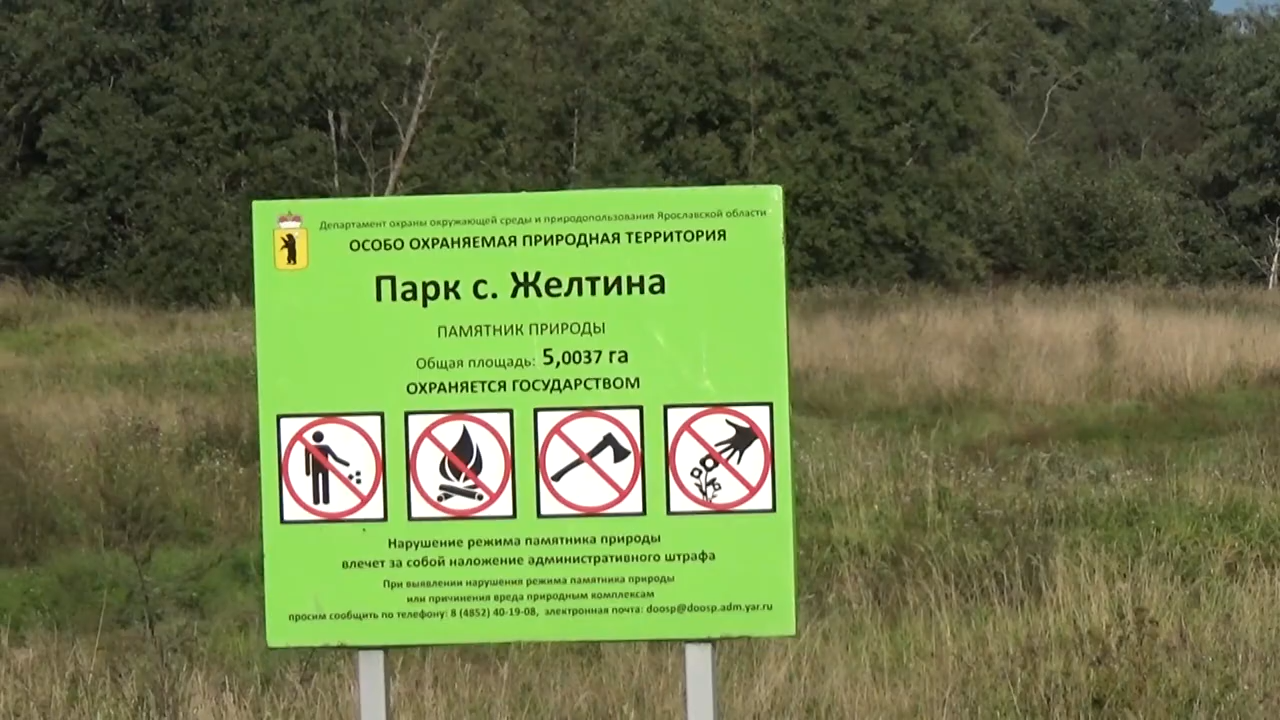 Департамент охраны окружающей среды и природопользования Ярославской области
ОСОБО ОХРАНЯЕМАЯ ПРИРОДНАЯ ТЕРРИТОРИЯ
Парк с. Желтина
ПАМЯТНИК ПРИРОДЫ
Общая площадь: 5,0037 га
ОХРАНЯЕТСЯ ГОСУДАРСТВОМ
Нарушение режима памятника природы
влечет за собой наложение административного штрафа
При выявлении нарушения режима памятника природы
или причинения вреда природным комплексам
просим сообщить по телефону: 8 (4852) 40-19-08, электронная почта: doosp@doosp.adm.yar.ru